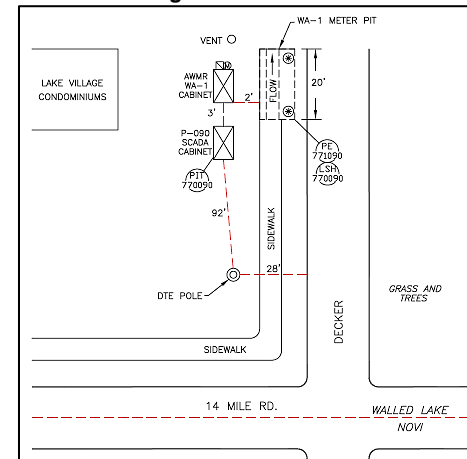 WA-1 METER PIT
VENT
LAKE VILLAGE
CONDOMINIUMS
M
AWMR
WA-1
CABINET
2'
FLOW
20'
3'
P-090
SCADA
CABINET
PIT
770090
PE
771090
LSH
770090
92'
SIDEWALK
28'
DTE POLE
GRASS AND
TREES
DECKER
SIDEWALK
14 MILE RD.
WALLED LAKE
NOVI